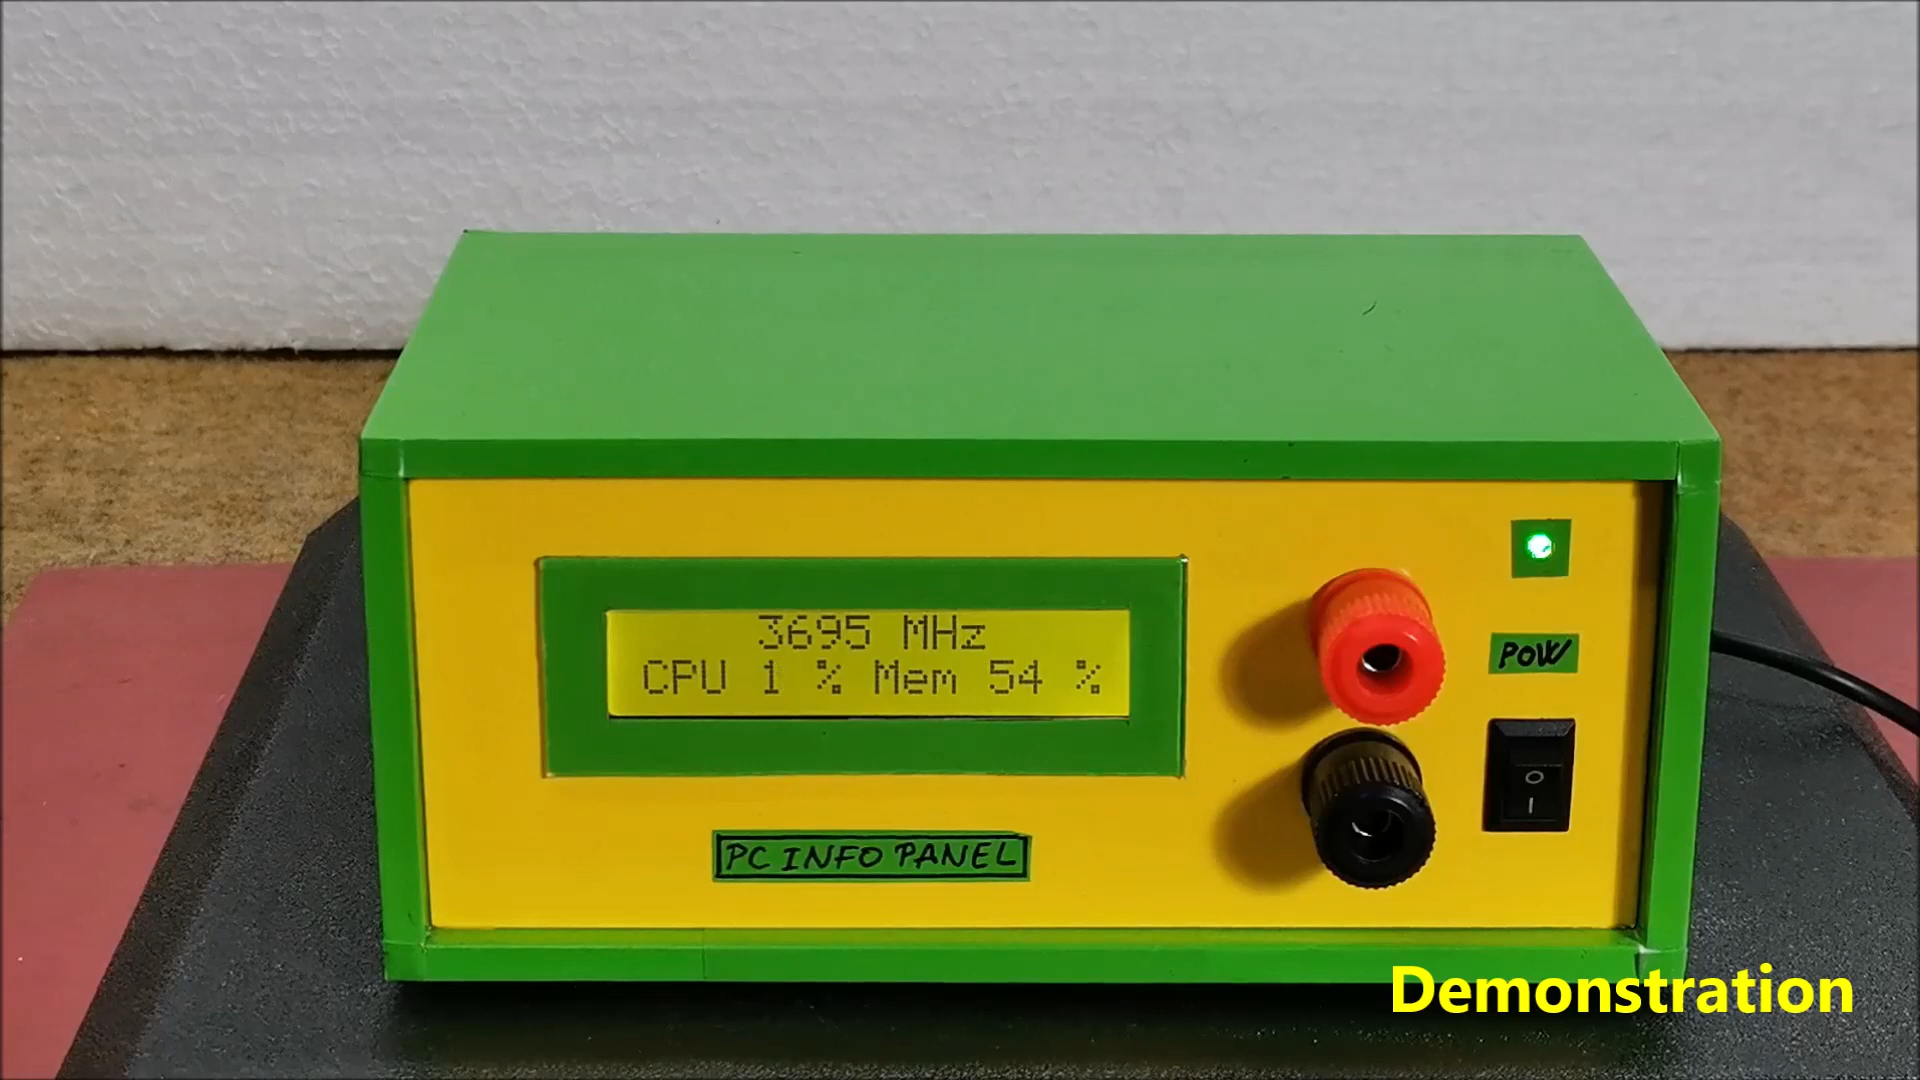 3695 MHz
CPU 1 % Mem 54 %
POW
O
I
PC INFO PANEL
Demonstration